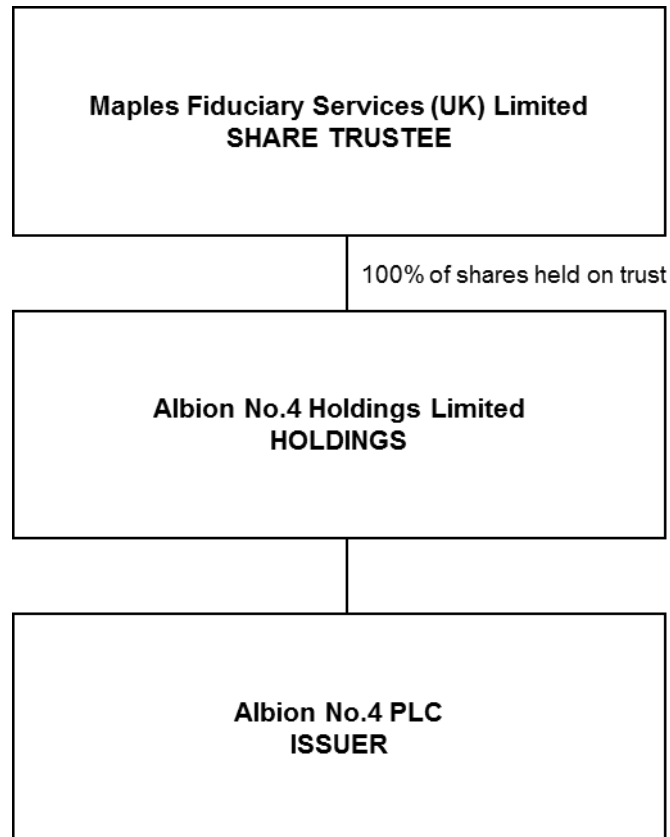 Maples Fiduciary Services (UK) Limited
SHARE TRUSTEE
100% of shares held on trust
Albion No.4 Holdings Limited
HOLDINGS
Albion No.4 PLC
ISSUER